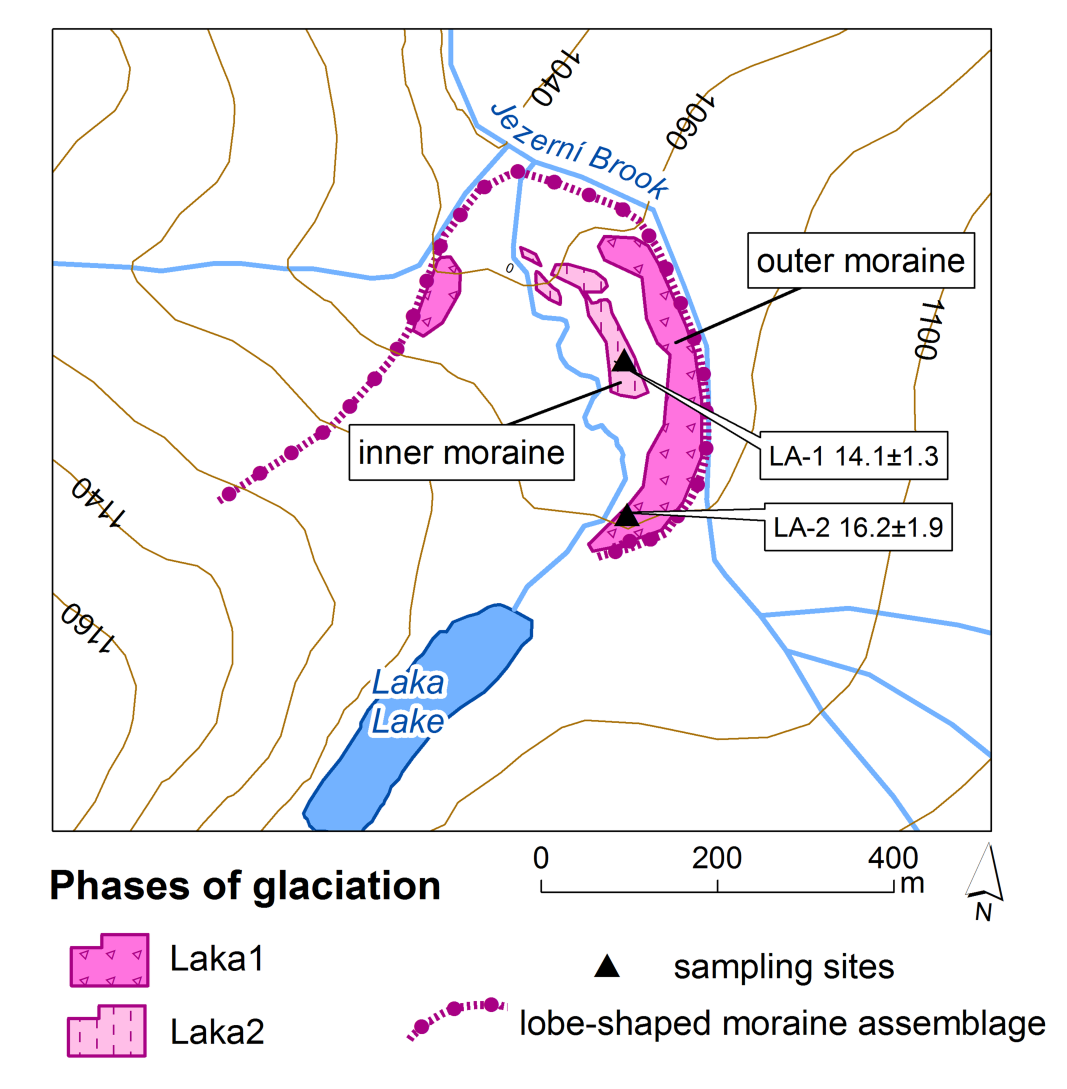 1040
1060
Jezerní Brook
outer moraine
0
1100
inner moraine
LA-1 14.1±1.3
LA-2 16.2±1.9
1140
1160
Laka
Lake
0 200 400
m
N
Phases of glaciation
Laka1
Laka2
sampling sites
lobe-shaped moraine assemblage